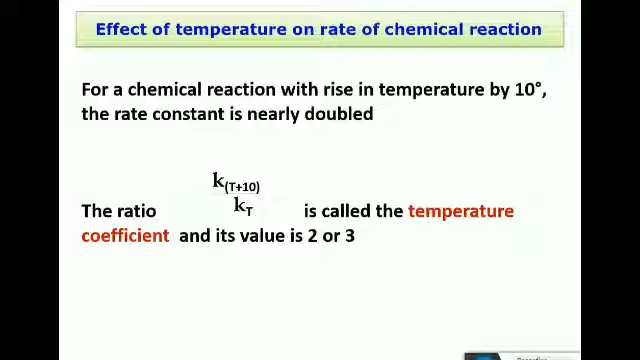 Effect of temperature on rate of chemical reaction
For a chemical reaction with rise in temperature by 10°,
the rate constant is nearly doubled
k(T+10)
kT
The ratio is called the temperature
coefficient and its value is 2 or 3